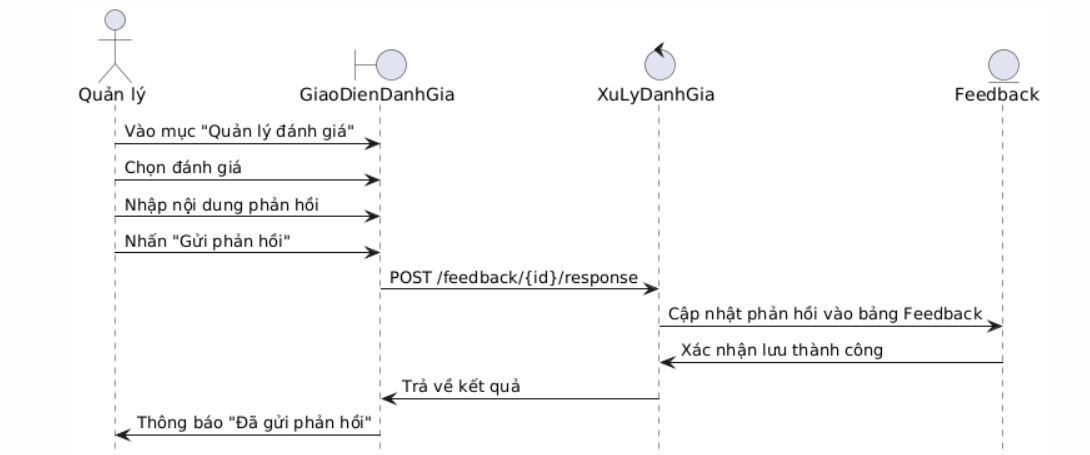 Quản lý
GiaoDienDanhGia
XuLyDanhGia
Feedback
Vào mục "Quản lý đánh giá"
Chọn đánh giá
Nhập nội dung phản hồi
Nhấn "Gửi phản hồi"
POST /feedback/{id}/response
Cập nhật phản hồi vào bảng Feedback
Xác nhận lưu thành công
Trả về kết quả
Thông báo "Đã gửi phản hồi"